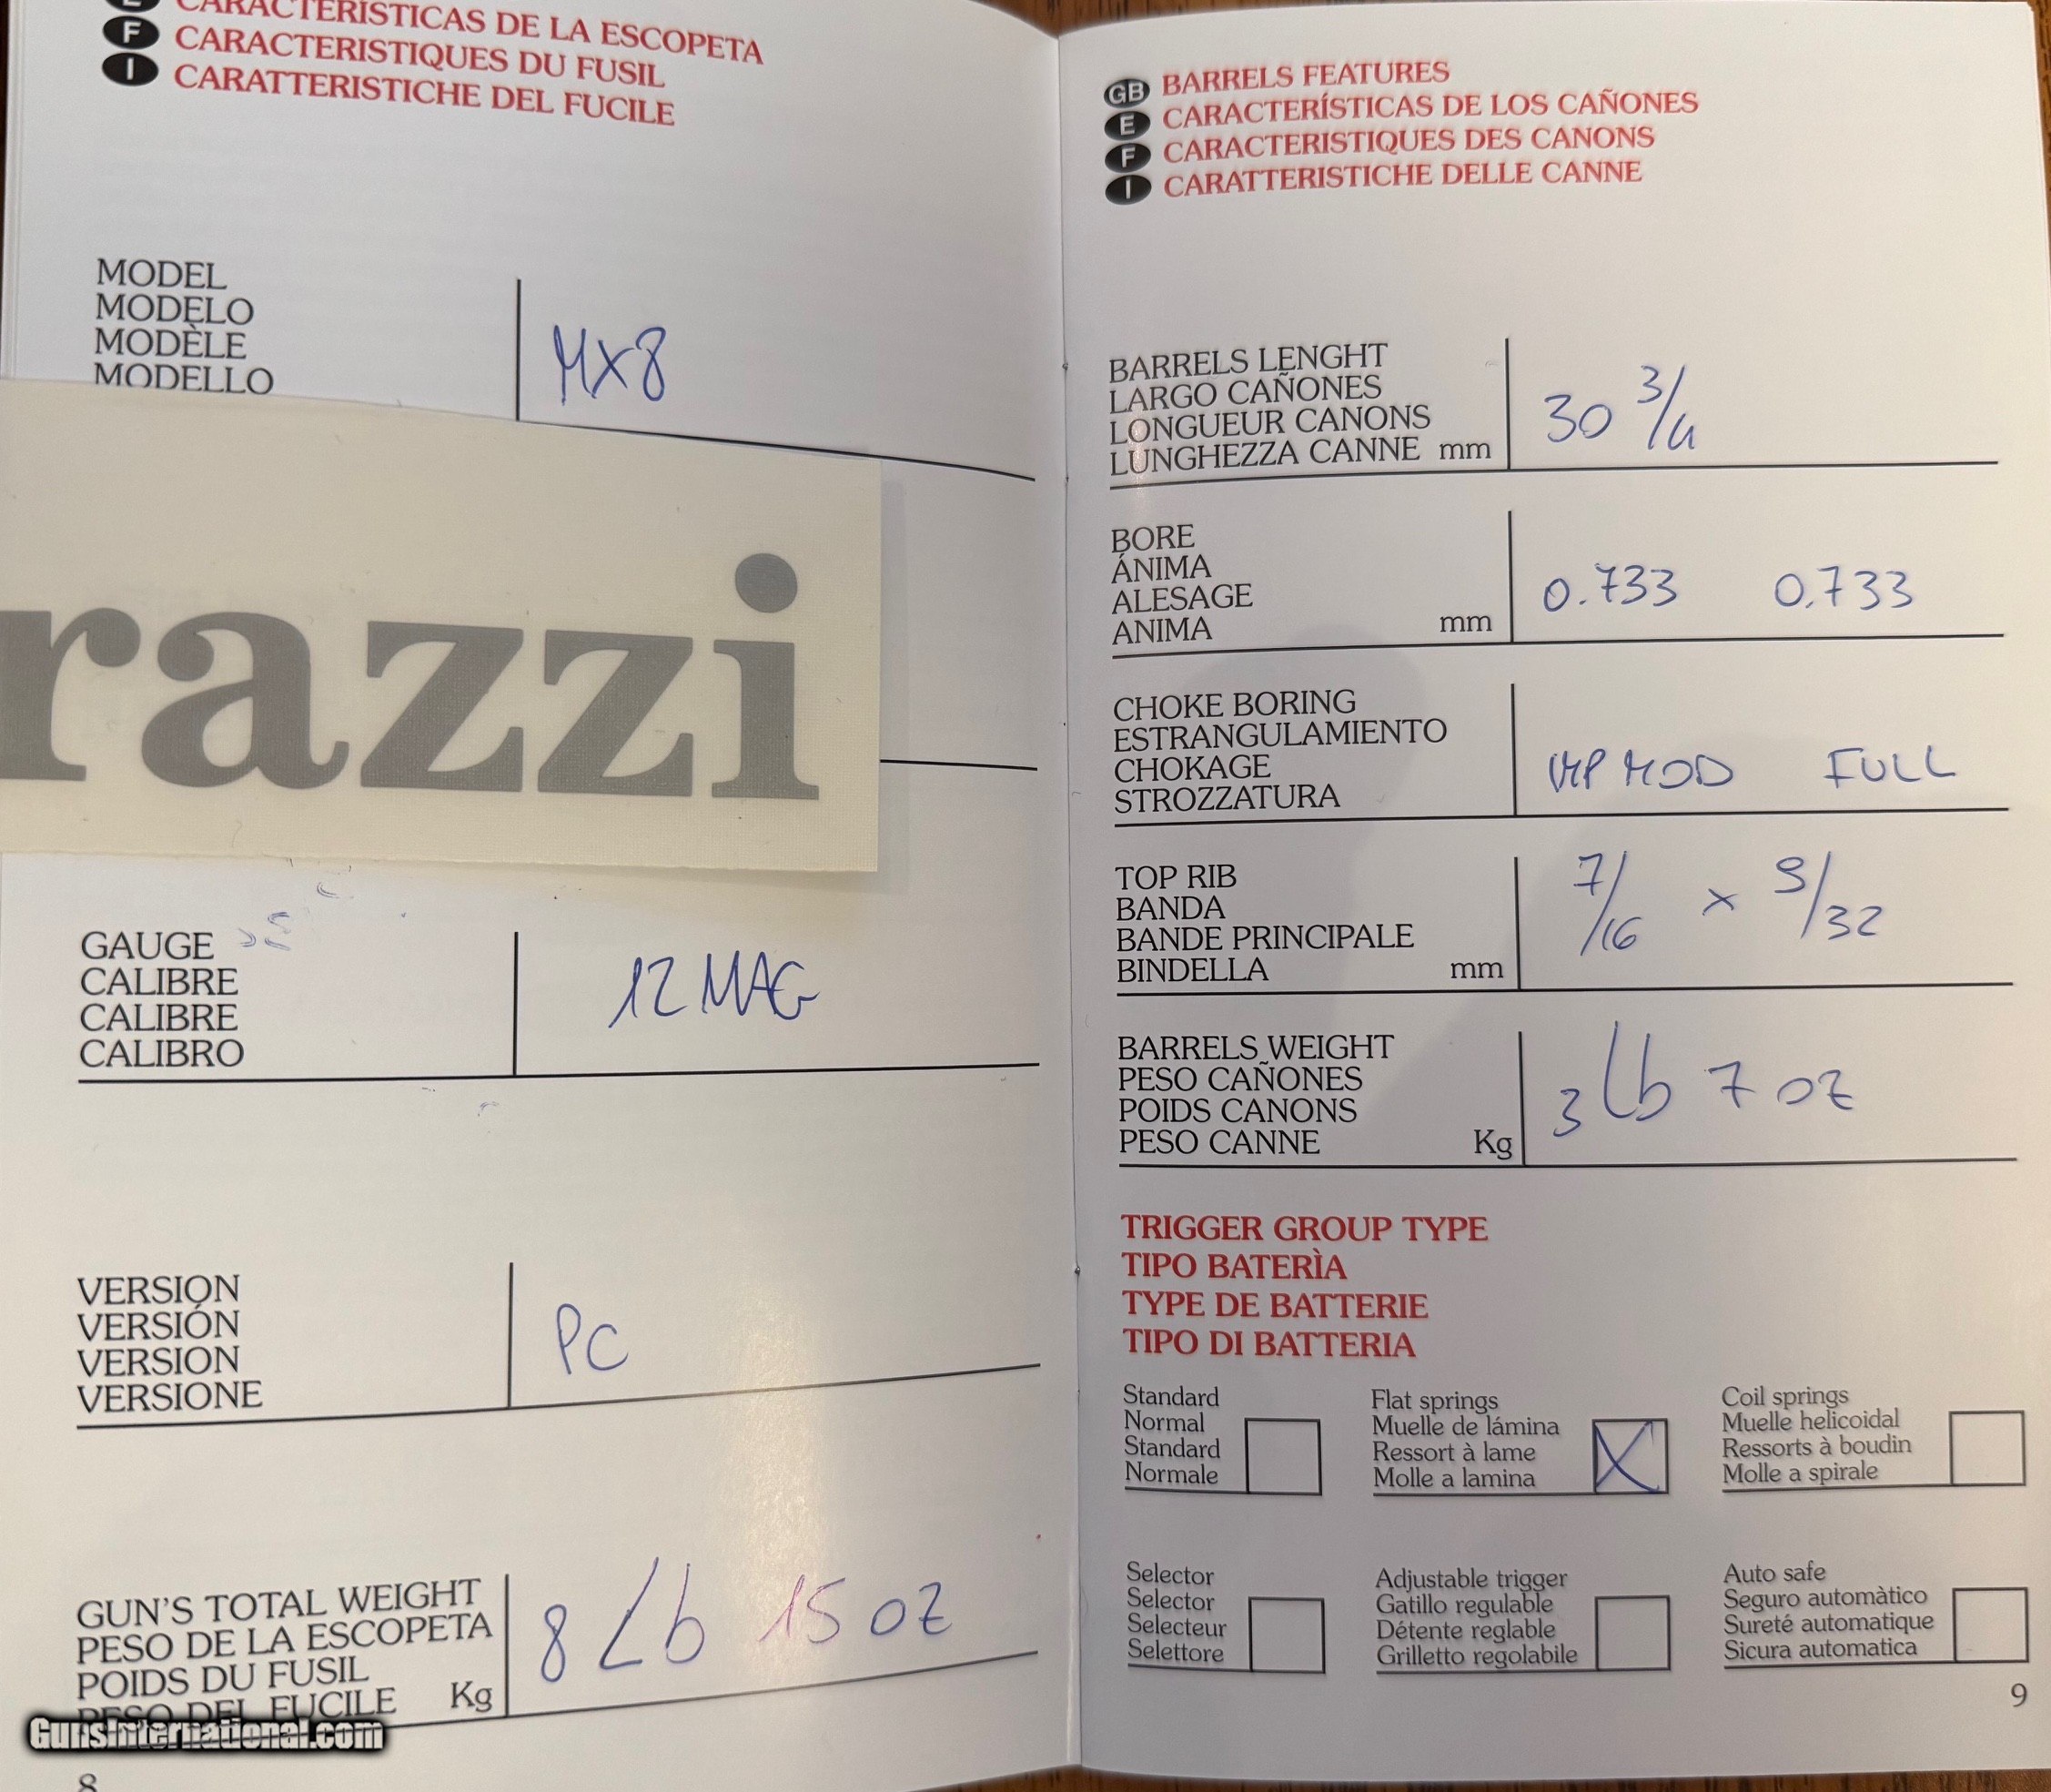 CARACTERÍSTICAS DE LA ESCOPETA
F CARACTERISTIQUES DU FUSIL
I CARATTERISTICHE DEL FUCILE
MODEL
MODELO
MODÈLE
MODELLO
MX8
razzi
GAUGE
CALIBRE
CALIBRE
CALIBRO
12 MAG
VERSION
VERSIÓN
VERSION
VERSIONE
PC
GUN'S TOTAL WEIGHT
PESO DE LA ESCOPETA
POIDS DU FUSIL
PESO DEL FUCILE Kg
8 Lb 15 oz
GunsInternational.com
8
GB BARRELS FEATURES
E CARACTERÍSTICAS DE LOS CAÑONES
F CARACTERISTIQUES DES CANONS
I CARATTERISTICHE DELLE CANNE
BARRELS LENGHT
LARGO CAÑONES
LONGUEUR CANONS
LUNGHEZZA CANNE mm
30 3/4
BORE
ÁNIMA
ALESAGE
ANIMA mm
0.733 0.733
CHOKE BORING
ESTRANGULAMIENTO
CHOKAGE
STROZZATURA
IMP MOD FULL
TOP RIB
BANDA
BANDE PRINCIPALE
BINDELLA mm
7/16 x 9/32
BARRELS WEIGHT
PESO CAÑONES
POIDS CANONS
PESO CANNE Kg
3 Lb 7 oz
TRIGGER GROUP TYPE
TIPO BATERÌA
TYPE DE BATTERIE
TIPO DI BATTERIA
Standard
Normal
Standard
Normale
Flat springs
Muelle de lámina
Ressort à lame
Molle a lamina
X
Coil springs
Muelle helicoidal
Ressorts à boudin
Molle a spirale
Selector
Selector
Selecteur
Selettore
Adjustable trigger
Gatillo regulable
Détente reglable
Grilletto regolabile
Auto safe
Seguro automàtico
Sureté automatique
Sicura automatica
9